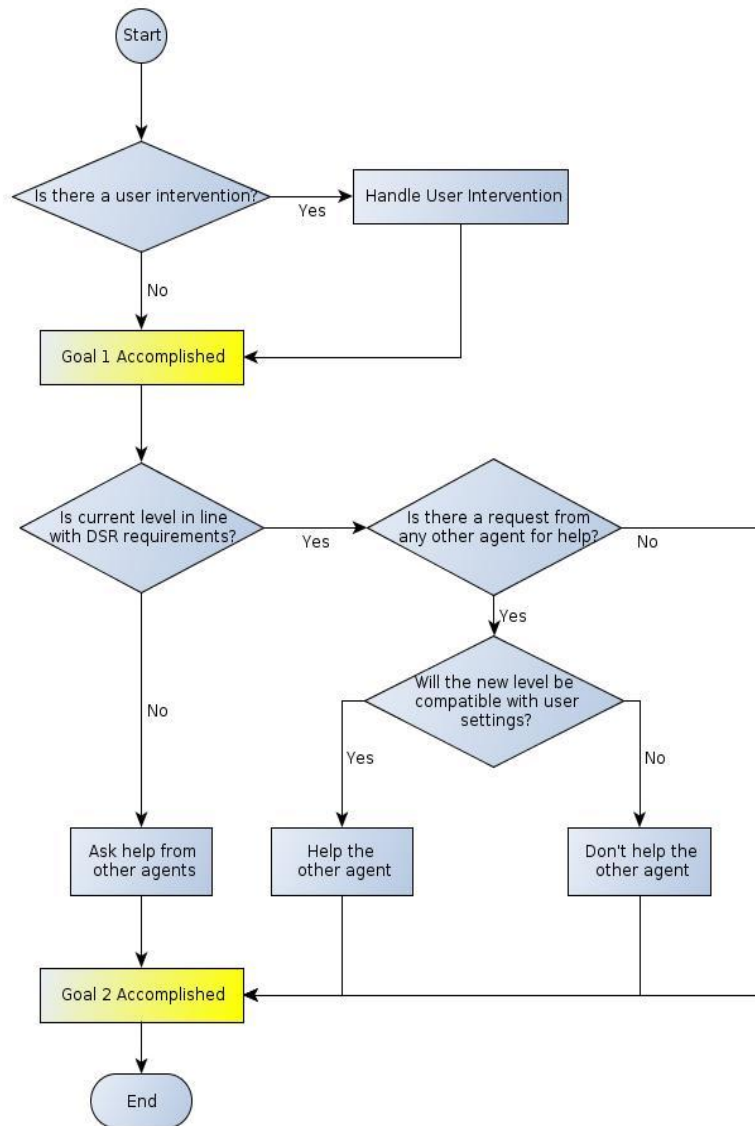 Start
Is there a user intervention?
Yes
Handle User Intervention
No
Goal 1 Accomplished
Is current level in line
with DSR requirements?
Yes
Is there a request from
any other agent for help?
No
Yes
Will the new level be
compatible with user
settings?
No
Yes
No
Ask help from
other agents
Help the
other agent
Don't help the
other agent
Goal 2 Accomplished
End